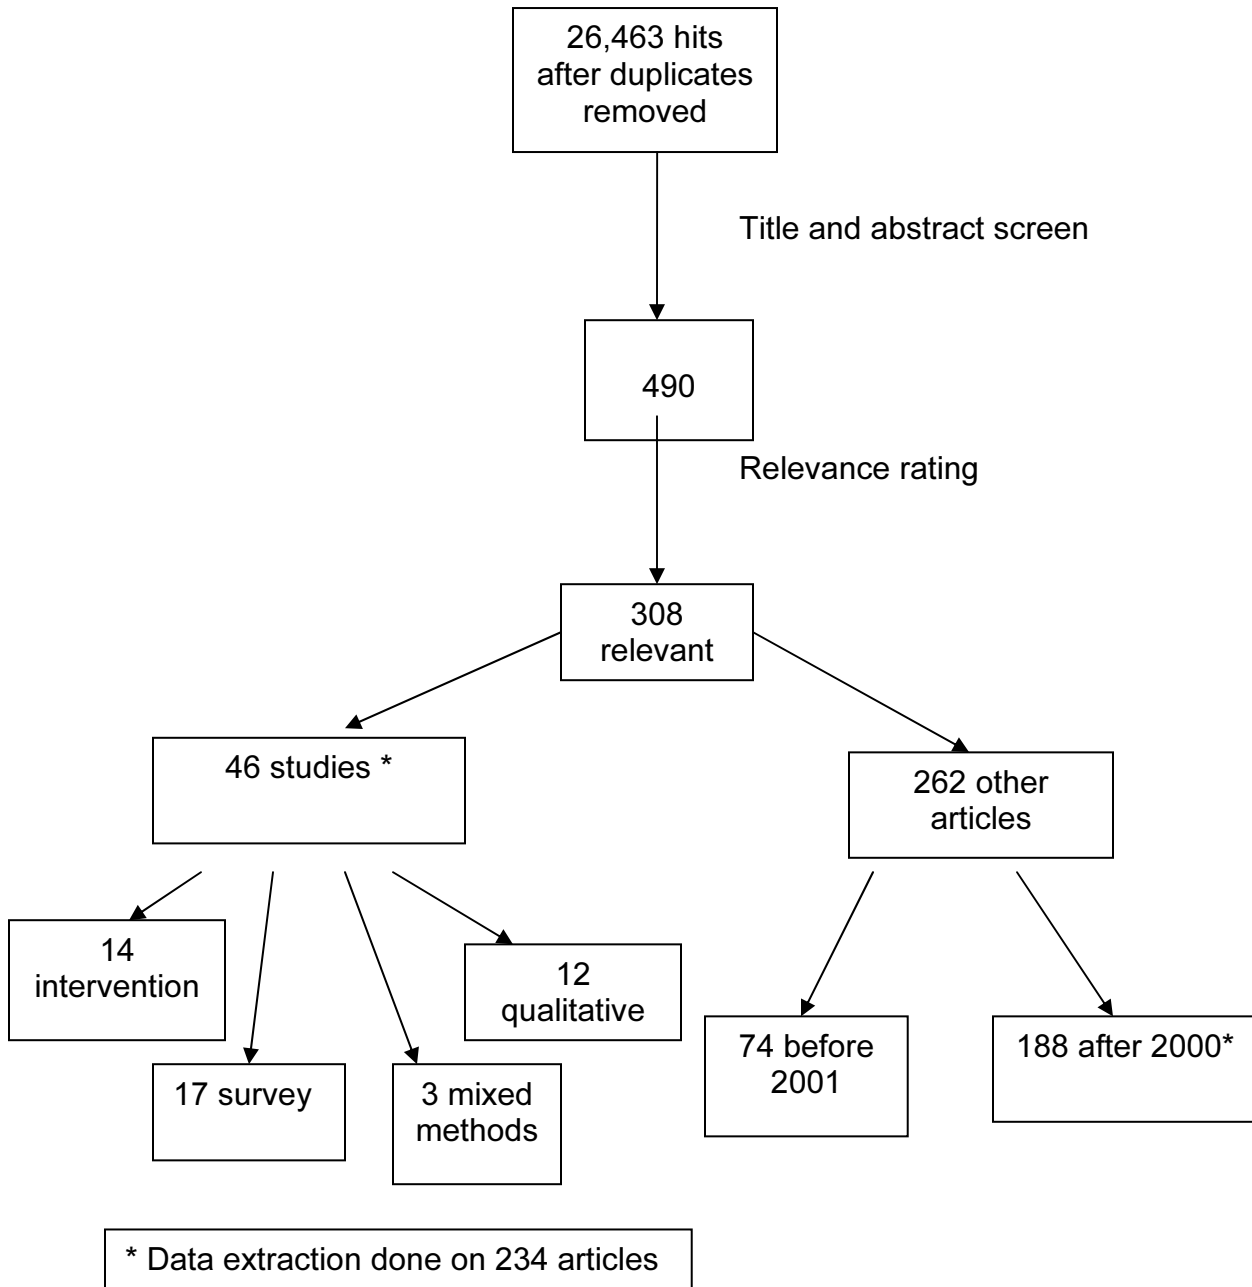 26,463 hits
after duplicates
removed
Title and abstract screen
490
Relevance rating
308
relevant
46 studies *
262 other
articles
14
intervention
12
qualitative
17 survey
3 mixed
methods
74 before
2001
188 after 2000*
* Data extraction done on 234 articles